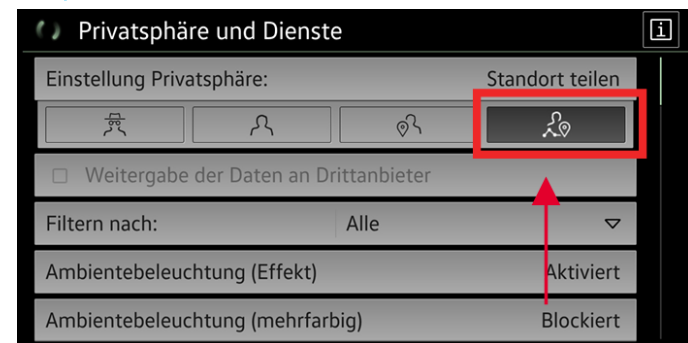 Privatsphäre und Dienste
Einstellung Privatsphäre: Standort teilen
Weitergabe der Daten an Drittanbieter
Filtern nach: Alle
Ambientebeleuchtung (Effekt) Aktiviert
Ambientebeleuchtung (mehrfarbig) Blockiert